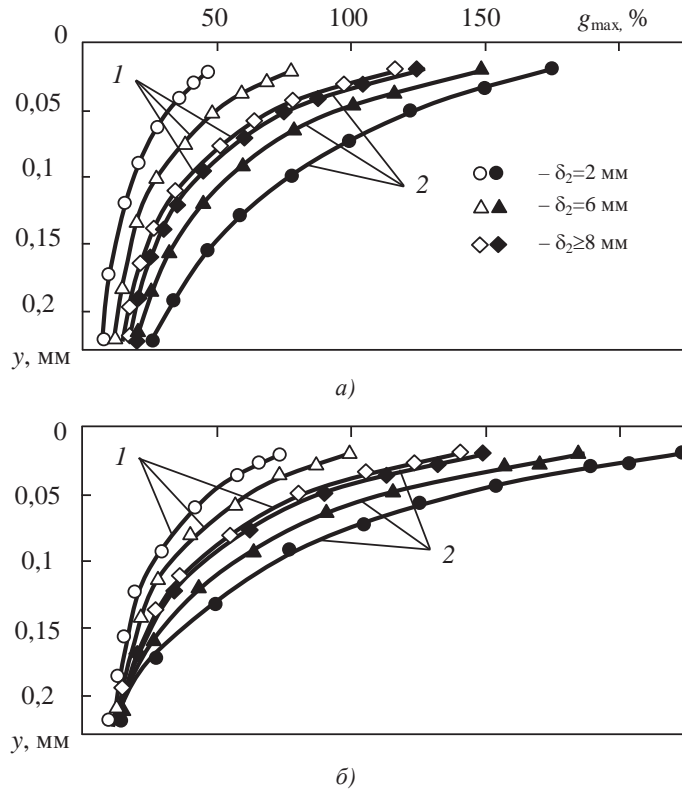 50 100 150 g max, %
0
0,05
0,1
0,15
0,2
y, мм
1
2
– δ₂=2 мм
– δ₂=6 мм
– δ₂≥8 мм
а)
0
0,05
0,1
0,15
0,2
y, мм
1
2
б)